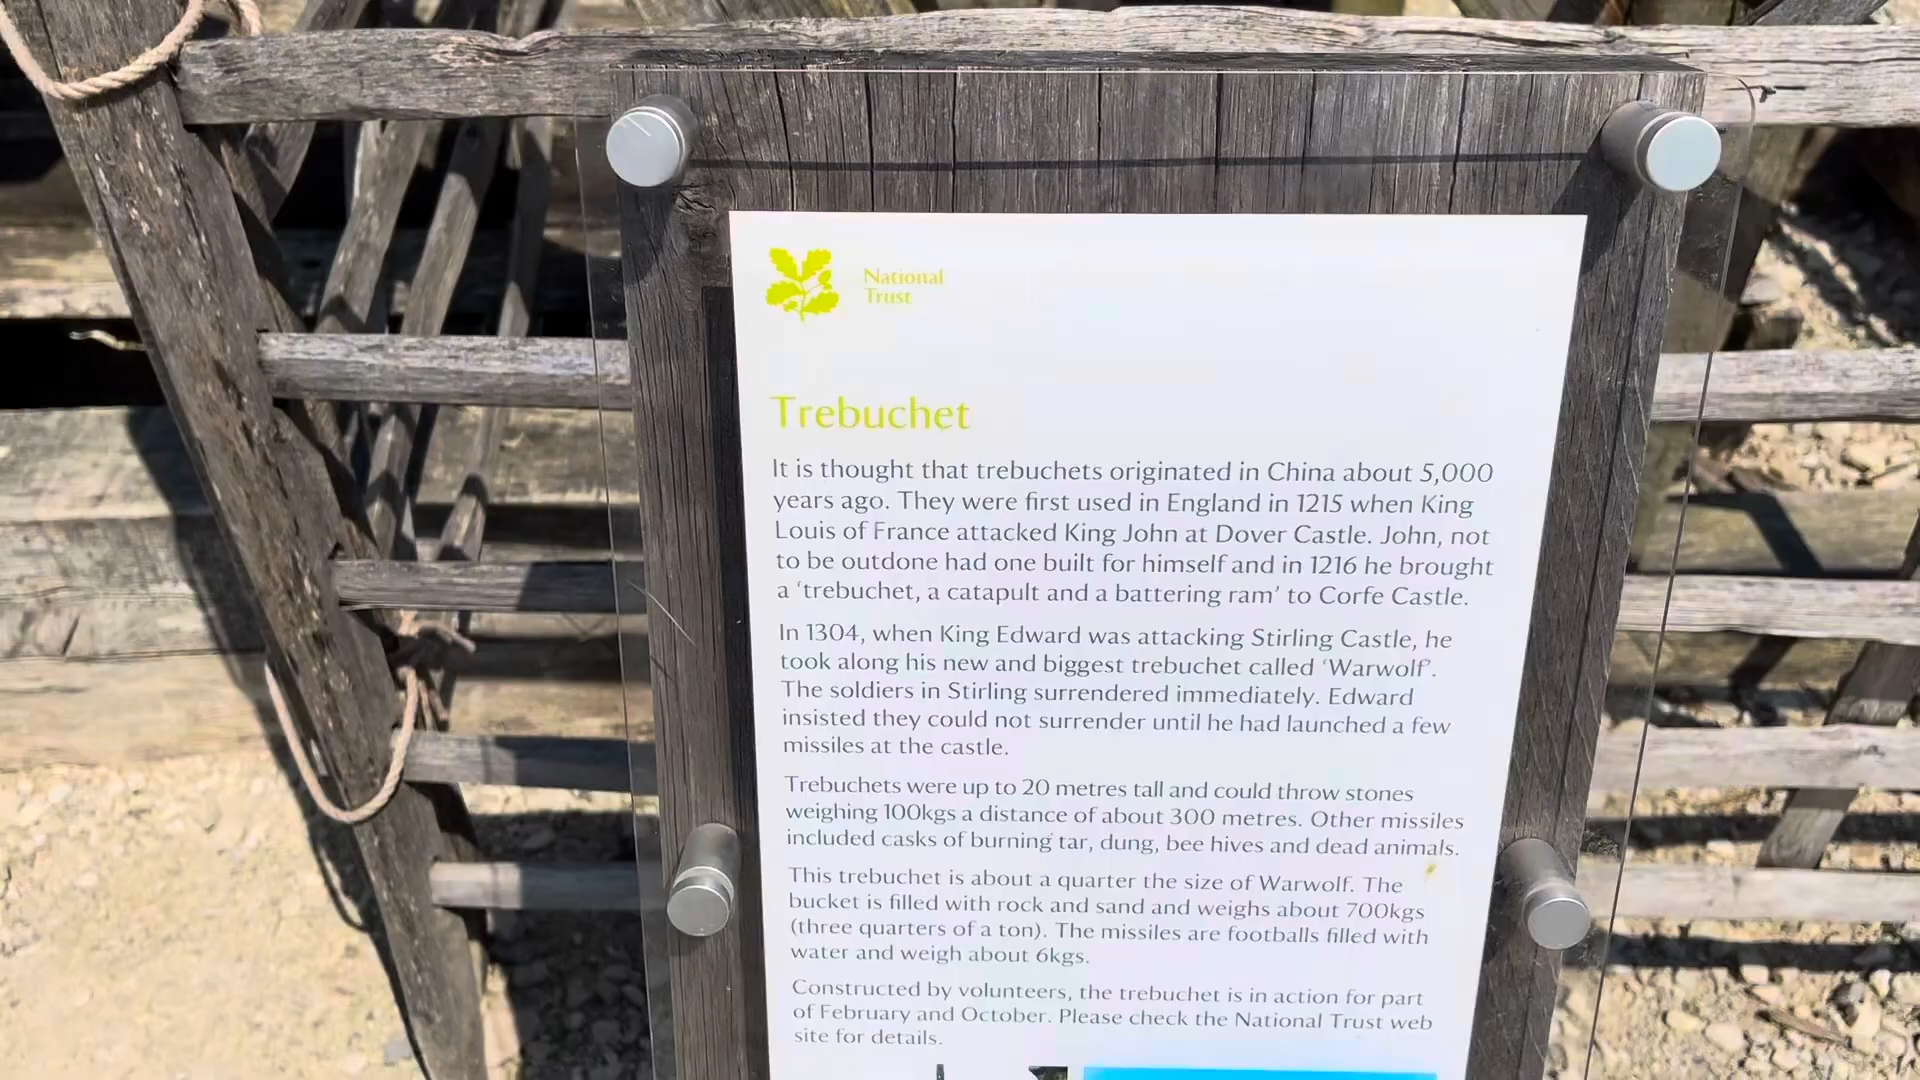 National
Trust
Trebuchet
It is thought that trebuchets originated in China about 5,000
years ago. They were first used in England in 1215 when King
Louis of France attacked King John at Dover Castle. John, not
to be outdone had one built for himself and in 1216 he brought
a ‘trebuchet, a catapult and a battering ram’ to Corfe Castle.
In 1304, when King Edward was attacking Stirling Castle, he
took along his new and biggest trebuchet called ‘Warwolf’.
The soldiers in Stirling surrendered immediately. Edward
insisted they could not surrender until he had launched a few
missiles at the castle.
Trebuchets were up to 20 metres tall and could throw stones
weighing 100kgs a distance of about 300 metres. Other missiles
included casks of burning tar, dung, bee hives and dead animals.
This trebuchet is about a quarter the size of Warwolf. The
bucket is filled with rock and sand and weighs about 700kgs
(three quarters of a ton). The missiles are footballs filled with
water and weigh about 6kgs.
Constructed by volunteers, the trebuchet is in action for part
of February and October. Please check the National Trust web
site for details.